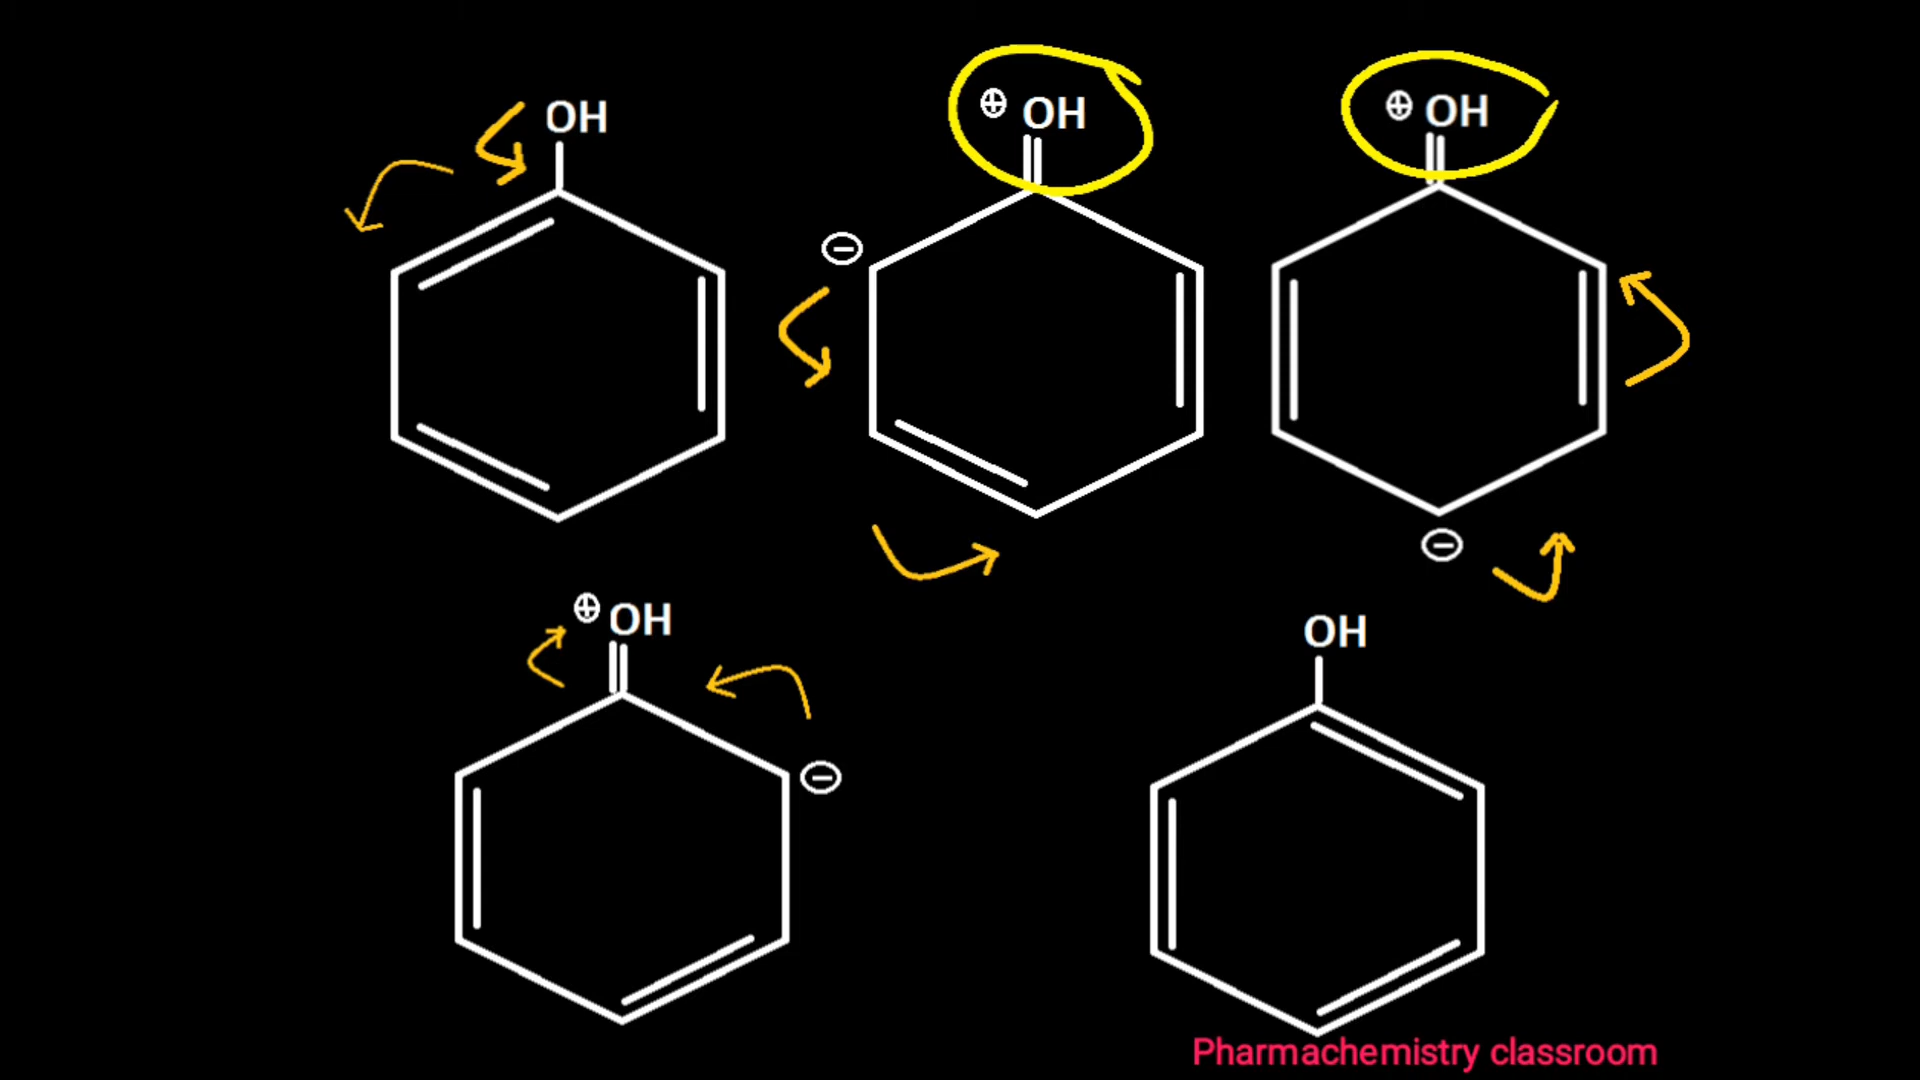 OH
⊕ OH
⊕ OH
⊖
⊖
⊕ OH
OH
⊖
Pharmachemistry classroom